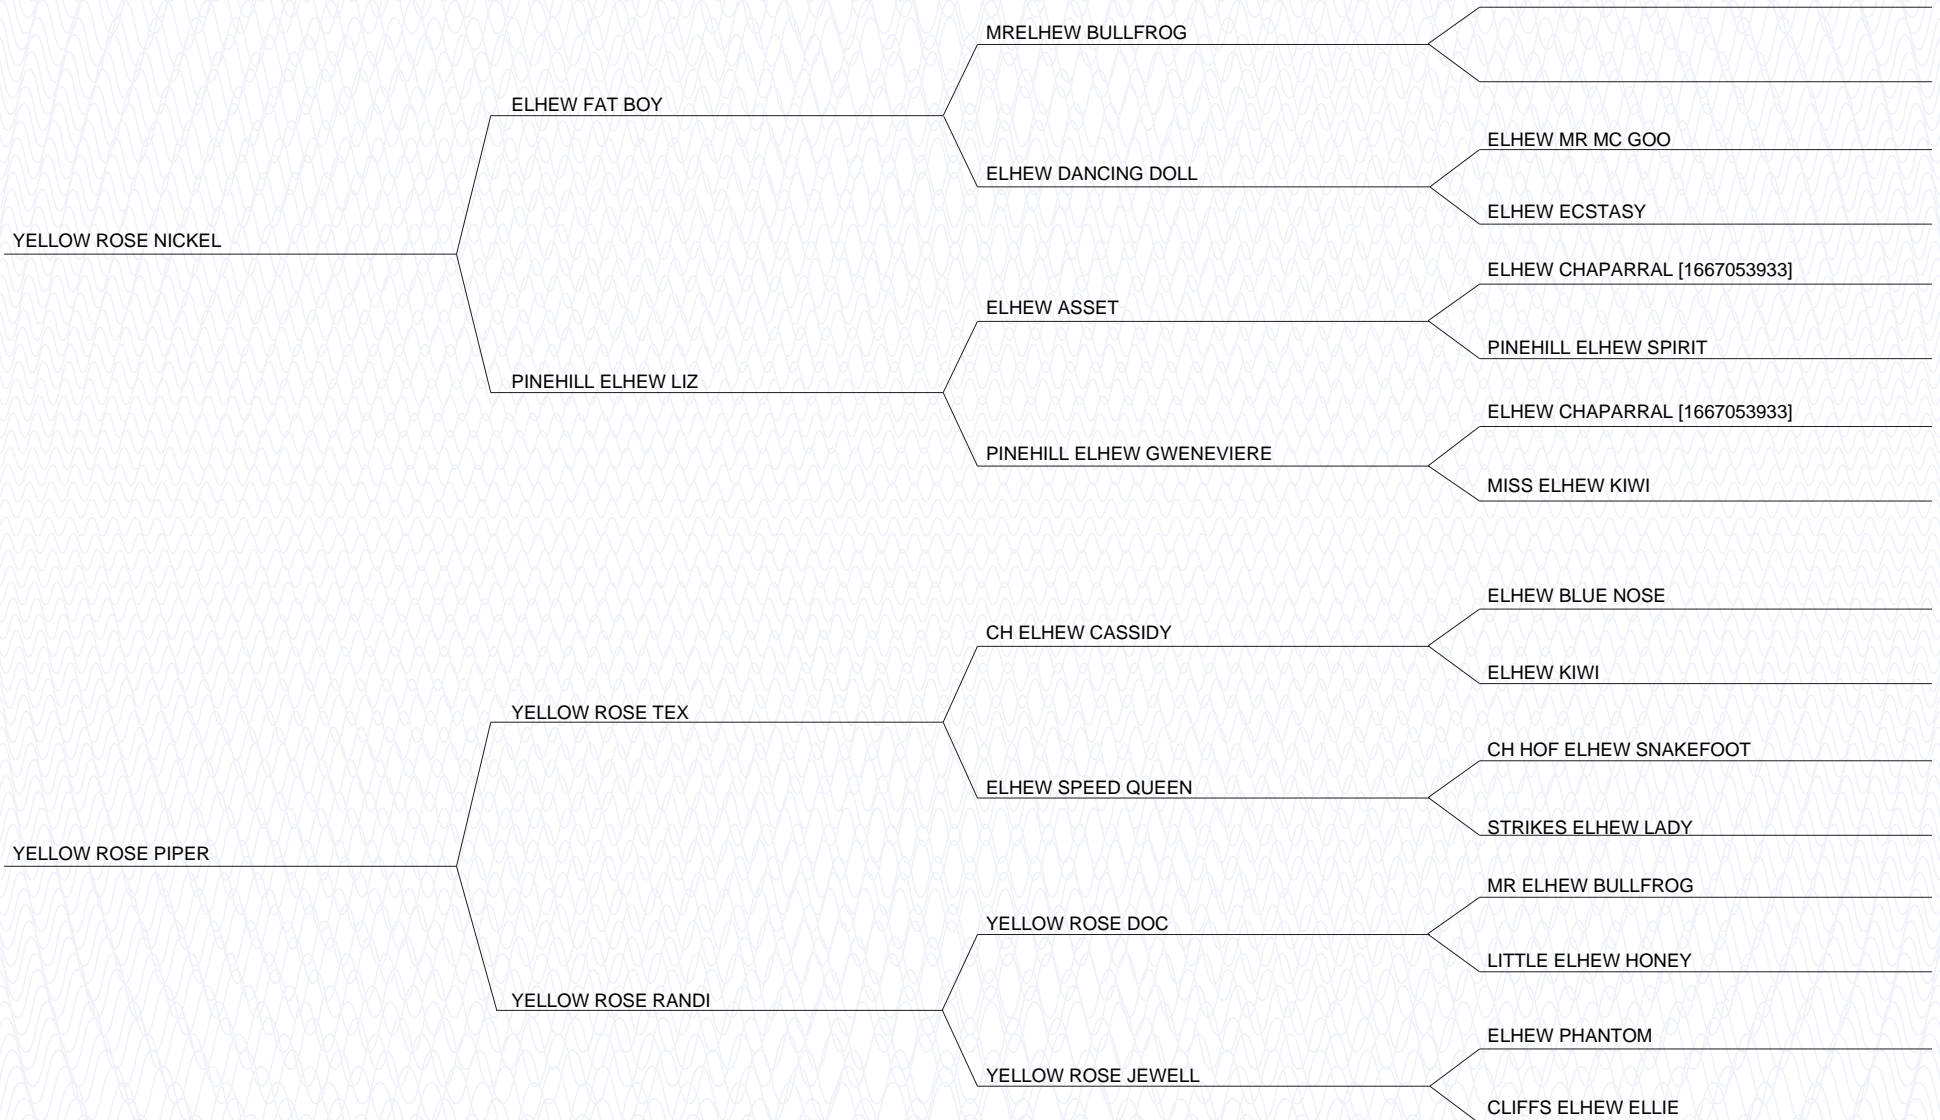 MRELHEW BULLFROG
ELHEW FAT BOY
ELHEW MR MC GOO
ELHEW DANCING DOLL
ELHEW ECSTASY
YELLOW ROSE NICKEL
ELHEW CHAPARRAL [1667053933]
ELHEW ASSET
PINEHILL ELHEW SPIRIT
PINEHILL ELHEW LIZ
ELHEW CHAPARRAL [1667053933]
PINEHILL ELHEW GWENEVIERE
MISS ELHEW KIWI
ELHEW BLUE NOSE
CH ELHEW CASSIDY
ELHEW KIWI
YELLOW ROSE TEX
CH HOF ELHEW SNAKEFOOT
ELHEW SPEED QUEEN
STRIKES ELHEW LADY
YELLOW ROSE PIPER
MR ELHEW BULLFROG
YELLOW ROSE DOC
LITTLE ELHEW HONEY
YELLOW ROSE RANDI
ELHEW PHANTOM
YELLOW ROSE JEWELL
CLIFFS ELHEW ELLIE